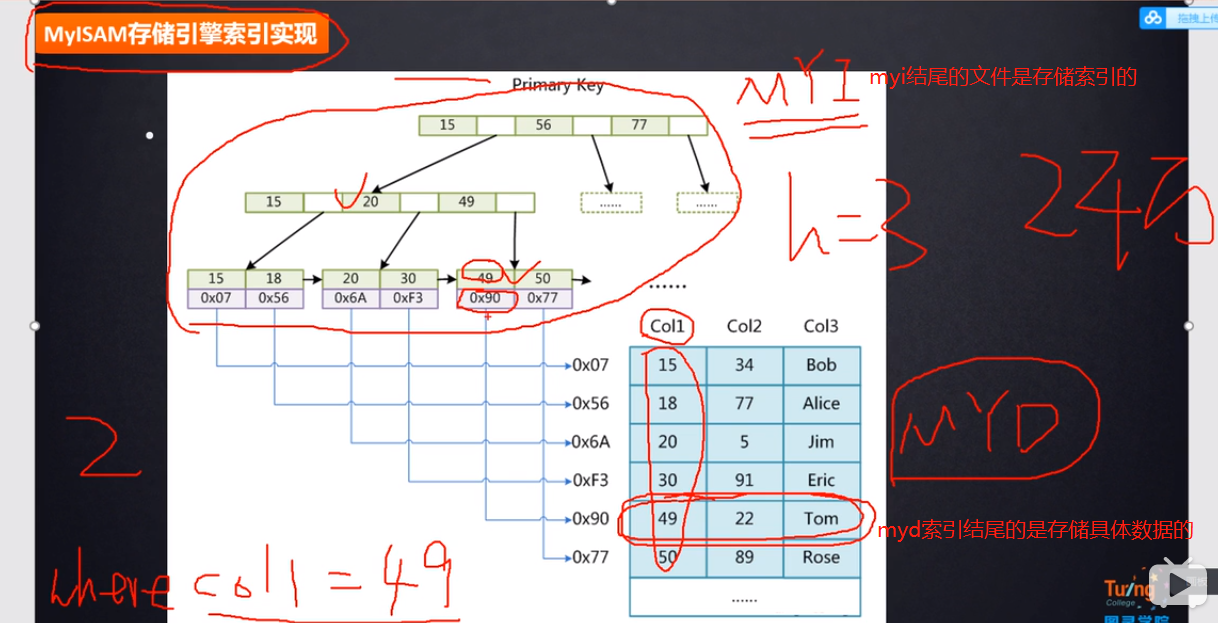 MyISAM存储引擎索引实现
拖拽上传
Primary Key
MYI
myi结尾的文件是存储索引的
15 56 77
h=3
2千万
15 20 49
...... ......
15 18 20 30 49 50
0x07 0x56 0x6A 0xF3 0x90 0x77
......
Col1 Col2 Col3
0x07 15 34 Bob
0x56 18 77 Alice
0x6A 20 5 Jim
0xF3 30 91 Eric
0x90 49 22 Tom
0x77 50 89 Rose
......
MYD
myd索引结尾的是存储具体数据的
2
where col1 = 49
Turing
College
图灵学院